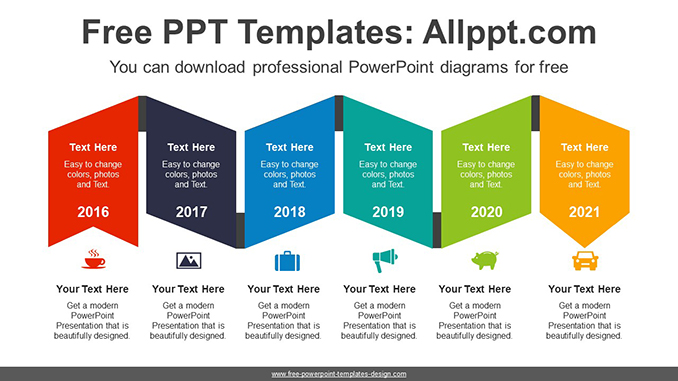 Free PPT Templates: Allppt.com
You can download professional PowerPoint diagrams for free
Text Here
Easy to change
colors, photos
and Text.
2016
Text Here
Easy to change
colors, photos
and Text.
2017
Text Here
Easy to change
colors, photos
and Text.
2018
Text Here
Easy to change
colors, photos
and Text.
2019
Text Here
Easy to change
colors, photos
and Text.
2020
Text Here
Easy to change
colors, photos
and Text.
2021
Your Text Here
Get a modern
PowerPoint
Presentation that is
beautifully designed.
Your Text Here
Get a modern
PowerPoint
Presentation that is
beautifully designed.
Your Text Here
Get a modern
PowerPoint
Presentation that is
beautifully designed.
Your Text Here
Get a modern
PowerPoint
Presentation that is
beautifully designed.
Your Text Here
Get a modern
PowerPoint
Presentation that is
beautifully designed.
Your Text Here
Get a modern
PowerPoint
Presentation that is
beautifully designed.
www.free-powerpoint-templates-design.com